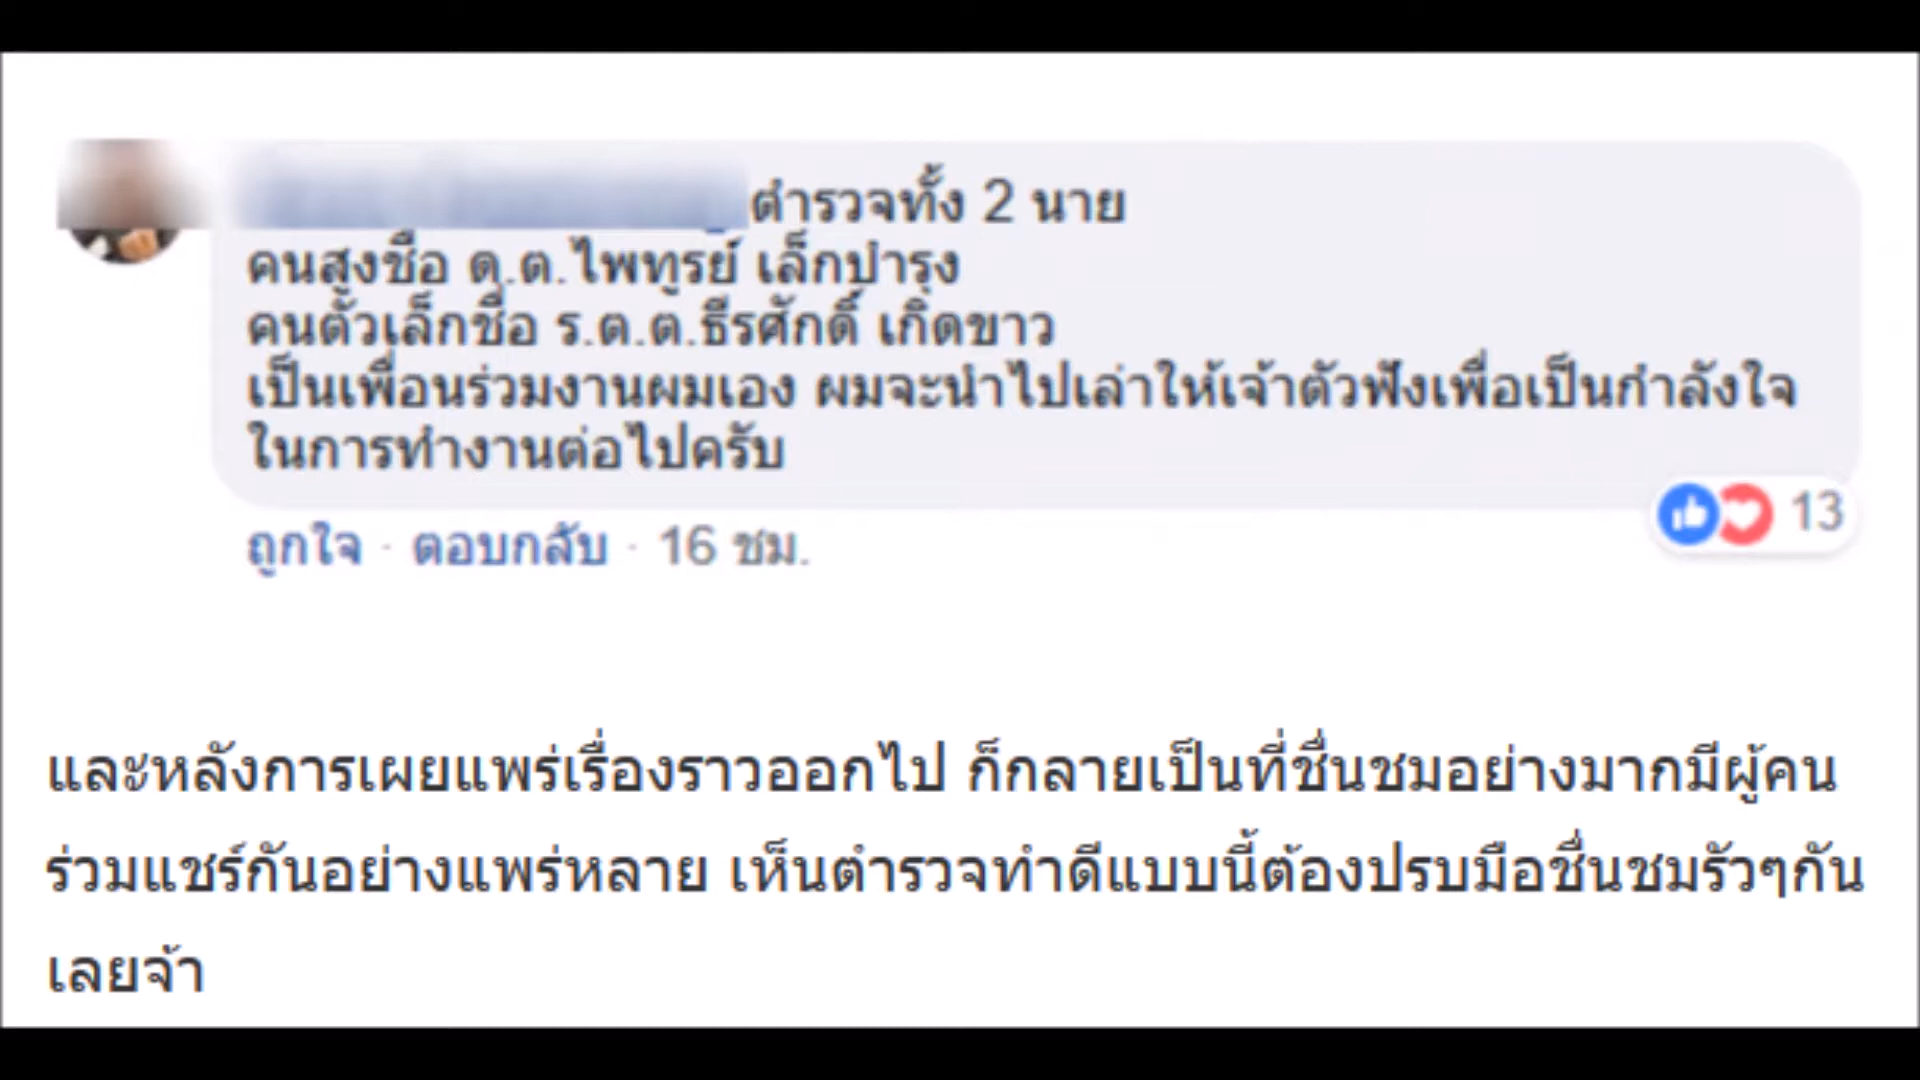 ตำรวจทั้ง 2 นาย
คนสูงชื่อ ด.ต.ไพทูรย์ เล็กบำรุง
คนตัวเล็กชื่อ ร.ต.ต.ธีรศักดิ์ เกิดขาว
เป็นเพื่อนร่วมงานผมเอง ผมจะนำไปเล่าให้เจ้าตัวฟังเพื่อเป็นกำลังใจ
ในการทำงานต่อไปครับ
13
ถูกใจ · ตอบกลับ · 16 ชม.
และหลังการเผยแพร่เรื่องราวออกไป ก็กลายเป็นที่ชื่นชมอย่างมากมีผู้คน
ร่วมแชร์กันอย่างแพร่หลาย เห็นตำรวจทำดีแบบนี้ต้องปรบมือชื่นชมรัวๆกัน
เลยจ้า